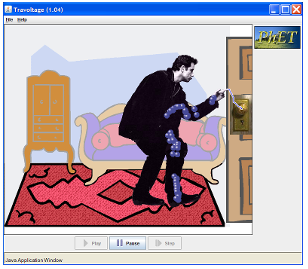 Travoltage (1.04)
File Help
PhET
Play Pause Step
Java Application Window